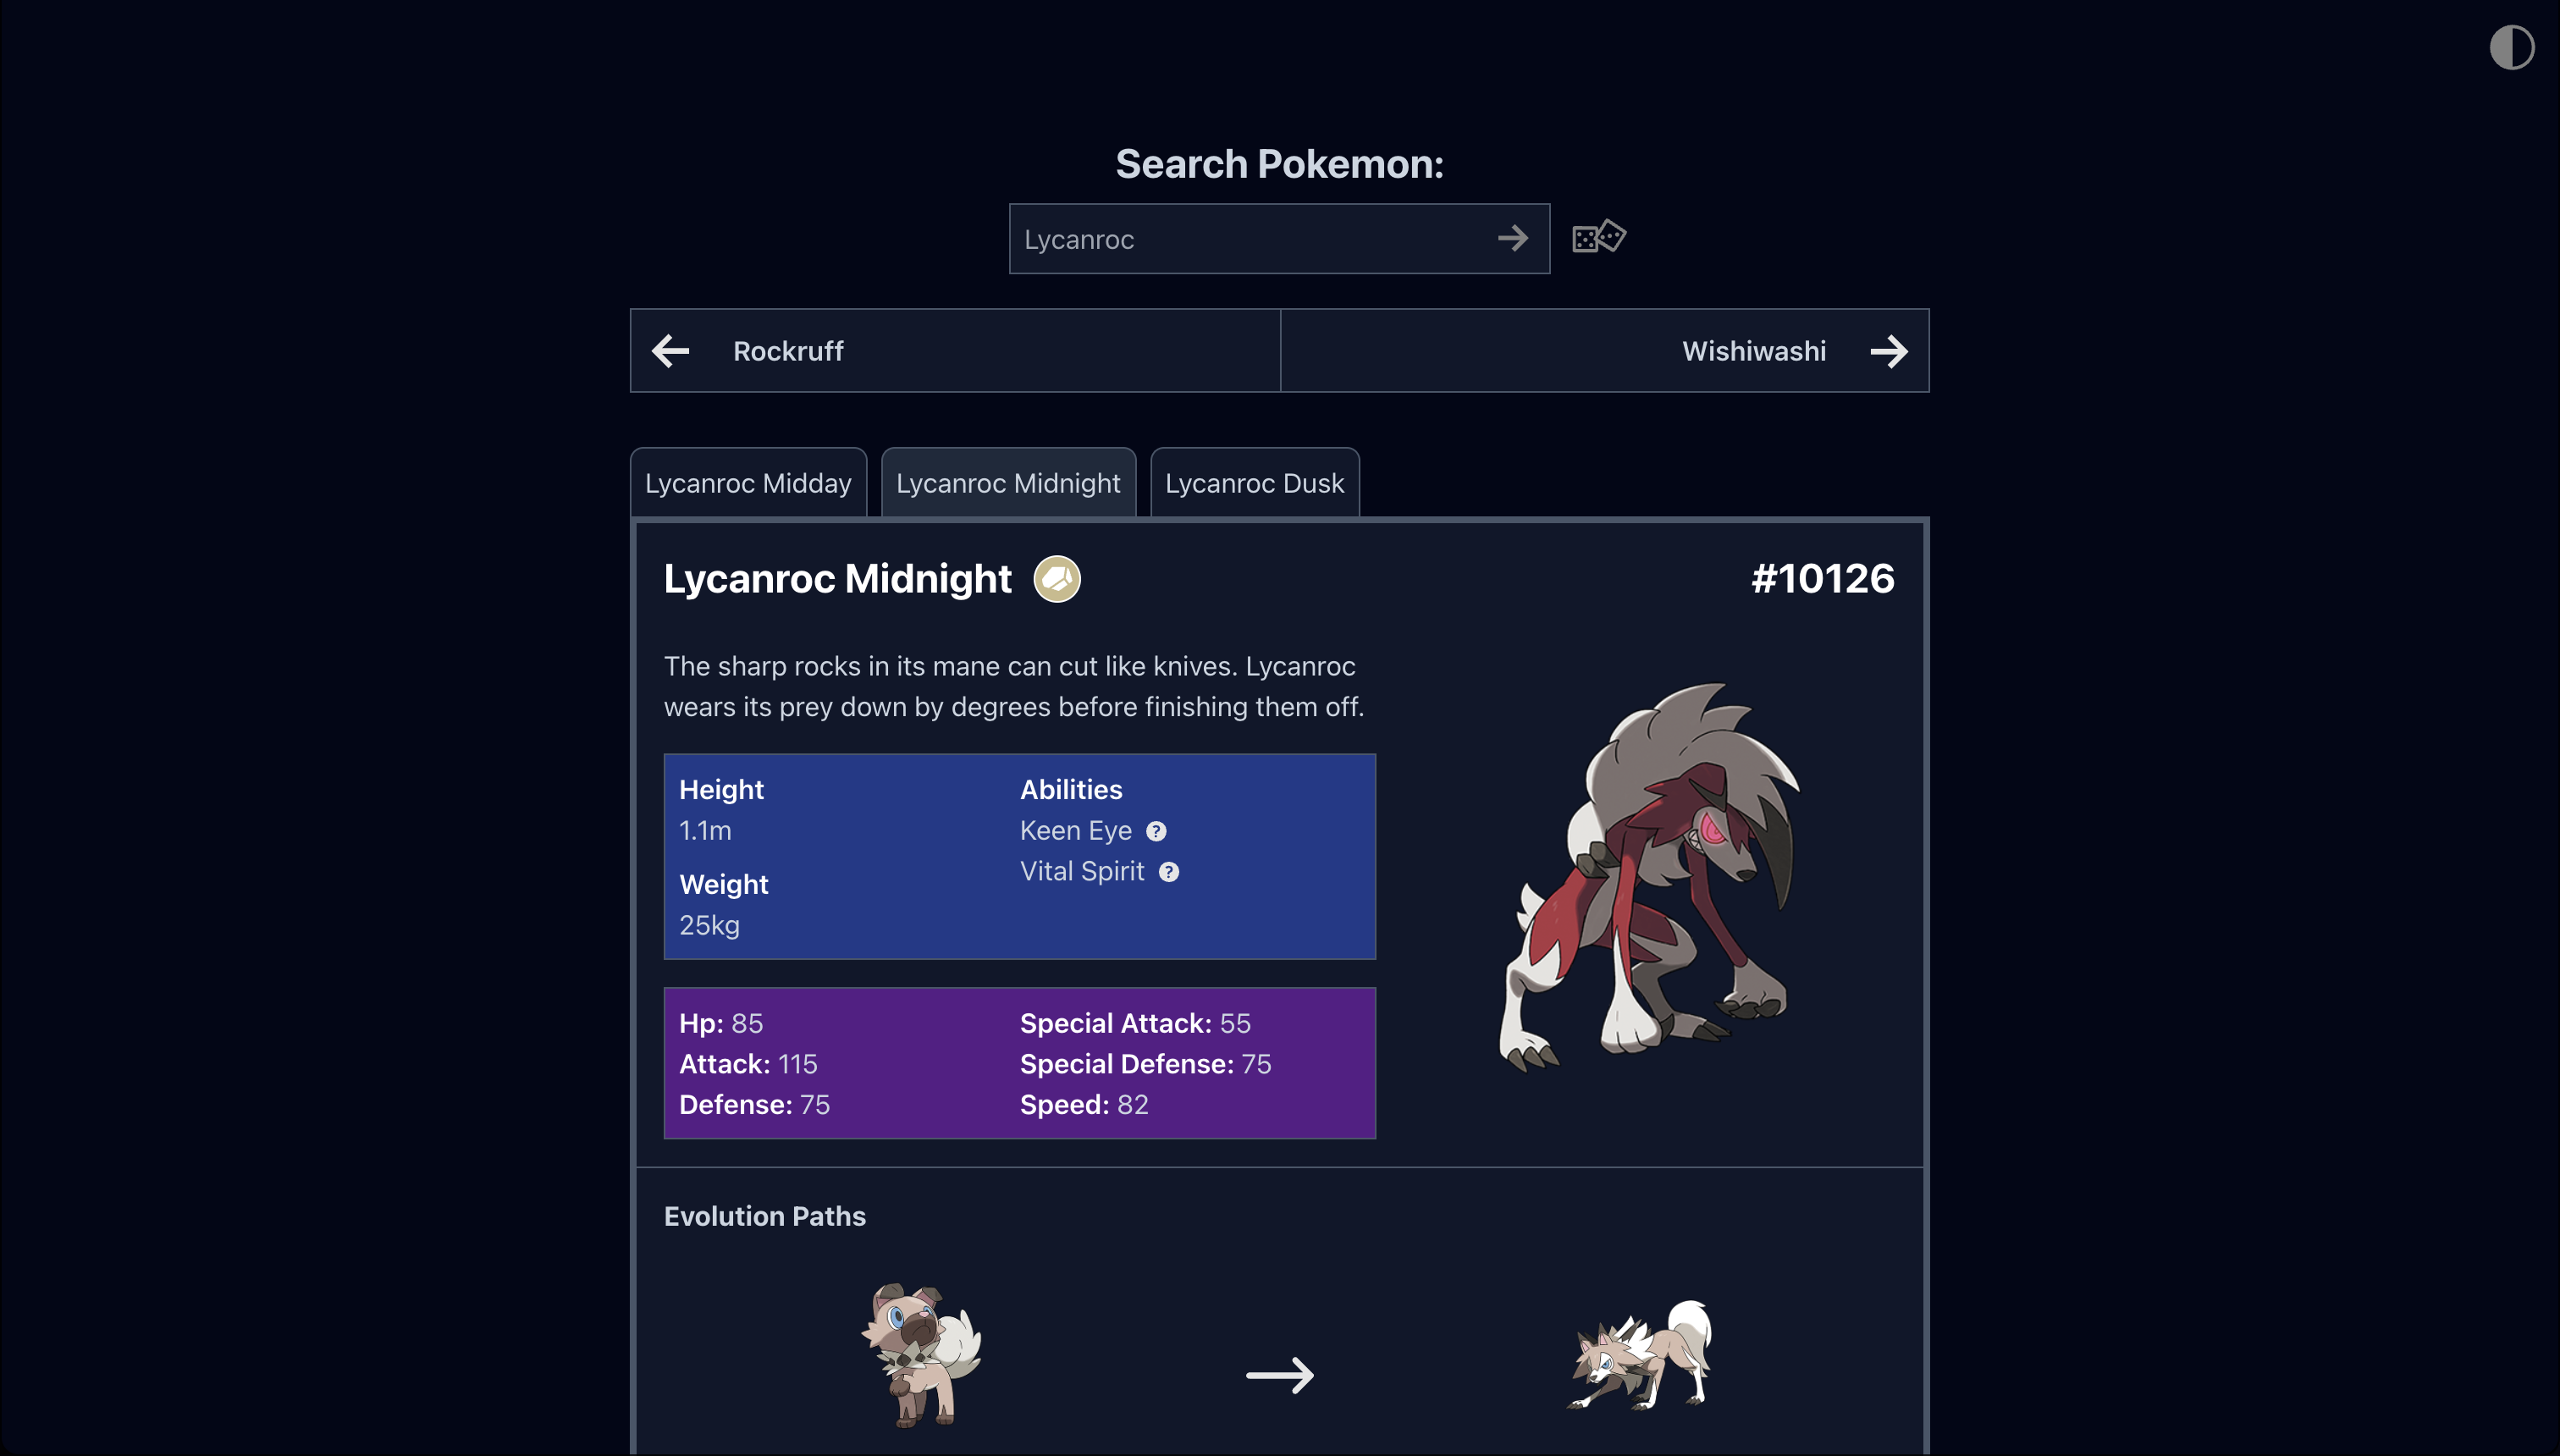 Search Pokemon:
Lycanroc
Rockruff
Wishiwashi
Lycanroc Midday
Lycanroc Midnight
Lycanroc Dusk
Lycanroc Midnight
#10126
The sharp rocks in its mane can cut like knives. Lycanroc
wears its prey down by degrees before finishing them off.
Height
1.1m
Weight
25kg
Abilities
Keen Eye ?
Vital Spirit ?
Hp: 85
Attack: 115
Defense: 75
Special Attack: 55
Special Defense: 75
Speed: 82
Evolution Paths